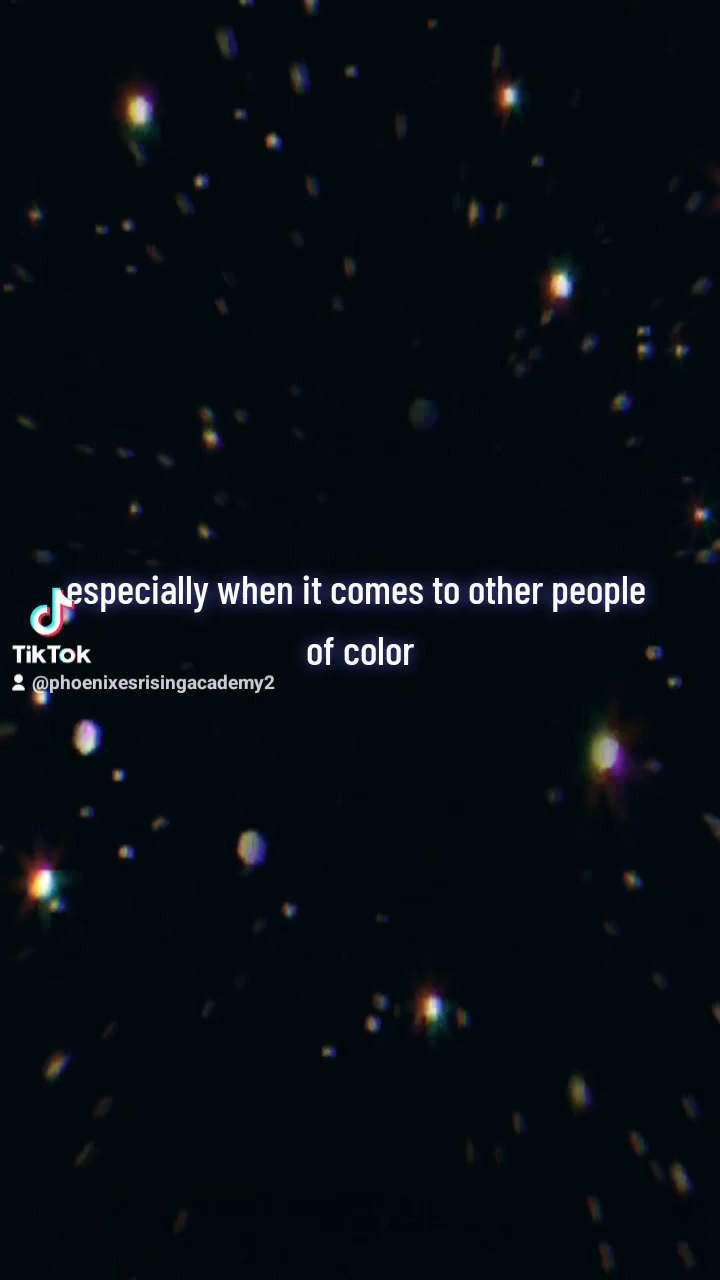 especially when it comes to other people
of color
TikTok
@phoenixesrisingacademy2